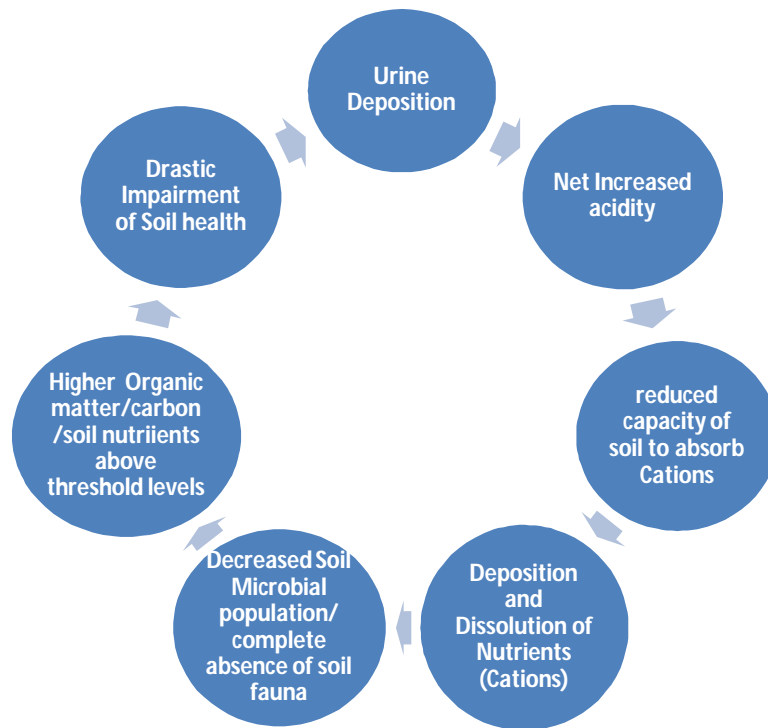 Urine
Deposition
Net Increased
acidity
reduced
capacity of
soil to absorb
Cations
Deposition
and
Dissolution of
Nutrients
(Cations)
Decreased Soil
Microbial
population/
complete
absence of soil
fauna
Higher Organic
matter/carbon
/soil nutriients
above
threshold levels
Drastic
Impairment
of Soil health